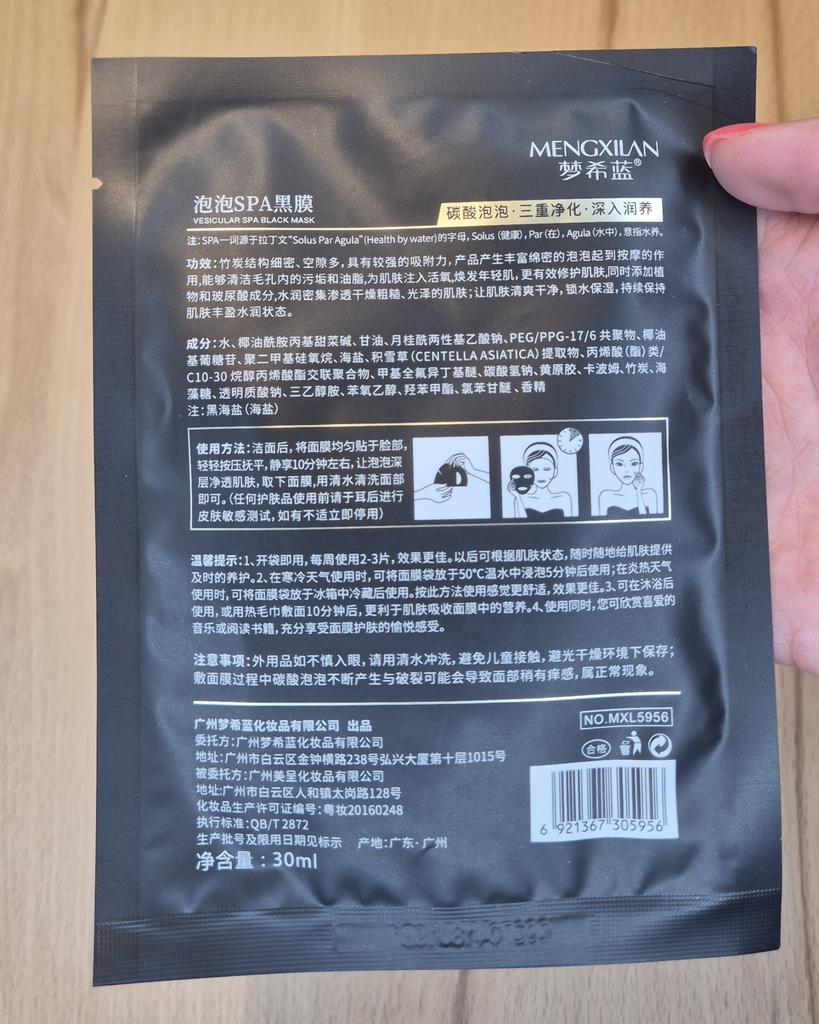 MENGXILAN
梦希蓝®
泡泡SPA黑膜
VESICULAR SPA BLACK MASK
碳酸泡泡·三重净化·深入润养
注:SPA一词源于拉丁文“Solus Par Agula”(Health by water)的字母, Solus (健康), Par(在), Agula (水中), 意指水养。
功效:竹炭结构细密、空隙多,具有较强的吸附力,产品产生丰富绵密的泡泡起到按摩的作
用,能够清洁毛孔内的污垢和油脂,为肌肤注入活氧,焕发年轻肌,更有效修护肌肤,同时添加植
物和玻尿酸成分,水润密集渗透干燥粗糙、光泽的肌肤;让肌肤清爽干净,锁水保湿,持续保持
肌肤丰盈水润状态。
成分:水、椰油酰胺丙基甜菜碱、甘油、月桂酰两性基乙酸钠、PEG/PPG-17/6 共聚物、椰油
基葡糖苷、聚二甲基硅氧烷、海盐、积雪草(CENTELLA ASIATICA) 提取物、丙烯酸(酯)类/
C10-30 烷醇丙烯酸酯交联聚合物、甲基全氟异丁基醚、碳酸氢钠、黄原胶、卡波姆、竹炭、海
藻糖、透明质酸钠、三乙醇胺、苯氧乙醇、羟苯甲酯、氯苯甘醚、香精
注:黑海盐(海盐)
使用方法:洁面后, 将面膜均匀贴于脸部,
轻轻按压抚平, 静享10分钟左右, 让泡泡深
层净透肌肤, 取下面膜,用清水清洗面部
即可。(任何护肤品使用前请于耳后进行
皮肤敏感测试, 如有不适立即停用)
温馨提示:1、开袋即用, 每周使用2-3片, 效果更佳。以后可根据肌肤状态, 随时随地给肌肤提供
及时的养护。2、在寒冷天气使用时, 可将面膜袋放于50℃温水中浸泡5分钟后使用;在炎热天气
使用时, 可将面膜袋放于冰箱中冷藏后使用。按此方法使用感觉更舒适, 效果更佳。3、可在沐浴后
使用, 或用热毛巾敷面10分钟后, 更利于肌肤吸收面膜中的营养。4、使用同时, 您可欣赏喜爱的
音乐或阅读书籍, 充分享受面膜护肤的愉悦感受。
注意事项:外用品如不慎入眼, 请用清水冲洗, 避免儿童接触, 避光干燥环境下保存;
敷面膜过程中碳酸泡泡不断产生与破裂可能会导致面部稍有痒感, 属正常现象。
广州梦希蓝化妆品有限公司 出品
委托方:广州梦希蓝化妆品有限公司
地址:广州市白云区金钟横路238号弘兴大厦第十层1015号
被委托方:广州美呈化妆品有限公司
地址:广州市白云区人和镇太岗路128号
化妆品生产许可证编号:粤妆20160248
执行标准:QB/T 2872
生产批号及限用日期见标示 产地:广东·广州
净含量:30ml
NO.MXL5956
合格
6 921367 305956